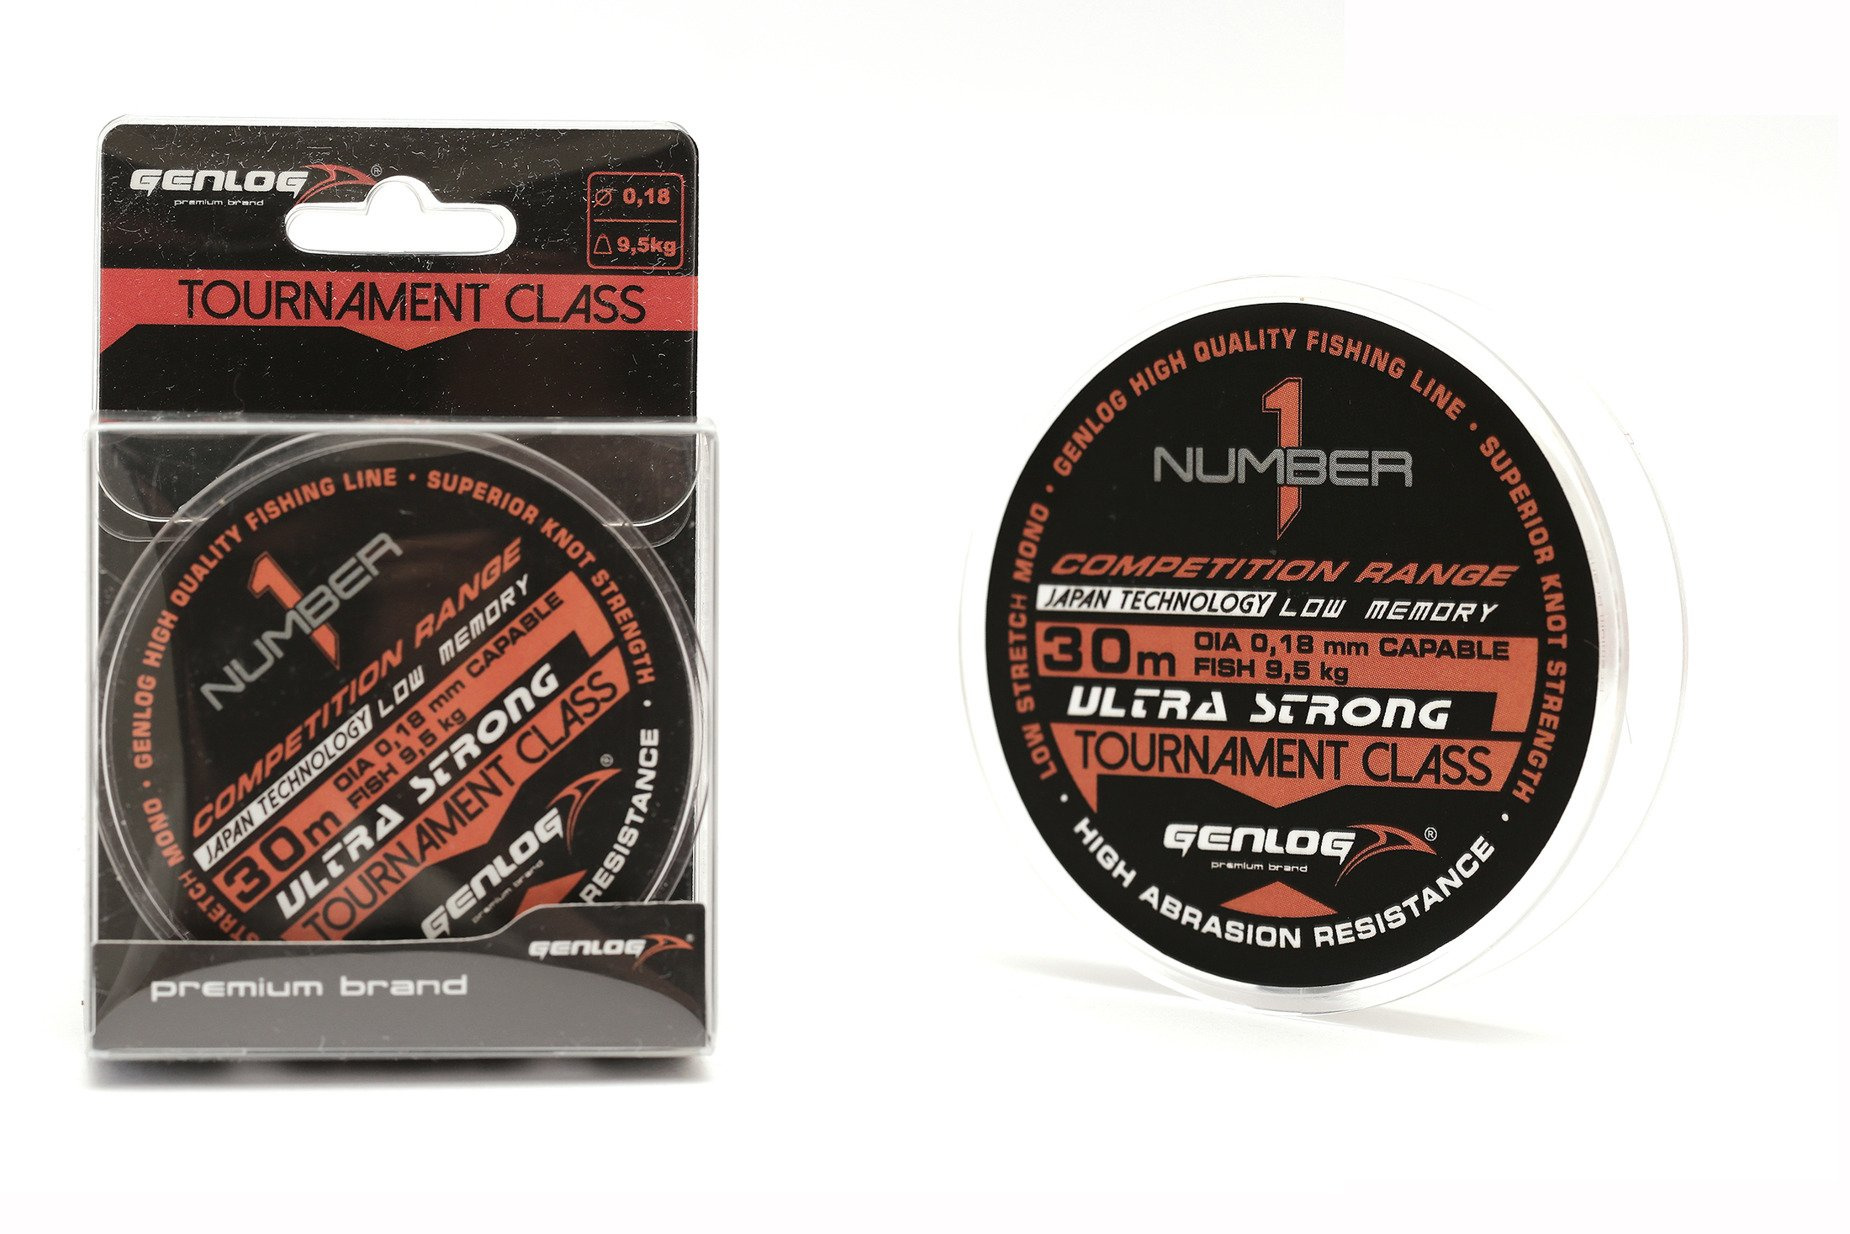 GENLOG
®
premium brand
0,18
9,5kg
TOURNAMENT CLASS
STRETCH MONO • GENLOG HIGH QUALITY FISHING LINE • SUPERIOR KNOT STRENGTH •
RESISTANCE •
1
NUMBER
COMPETITION RANGE
JAPAN TECHNOLOGY LOW MEMORY
30m
DIA 0,18 mm CAPABLE
FISH 9,5 kg
ULTRA STRONG
TOURNAMENT CLASS
GENLOG ®
premium brand
GENLOG
premium brand
• LOW STRETCH MONO • GENLOG HIGH QUALITY FISHING LINE • SUPERIOR KNOT STRENGTH •
1
NUMBER
COMPETITION RANGE
JAPAN TECHNOLOGY LOW MEMORY
30m
DIA 0,18 mm CAPABLE
FISH 9,5 kg
ULTRA STRONG
TOURNAMENT CLASS
GENLOG ®
premium brand
HIGH ABRASION RESISTANCE